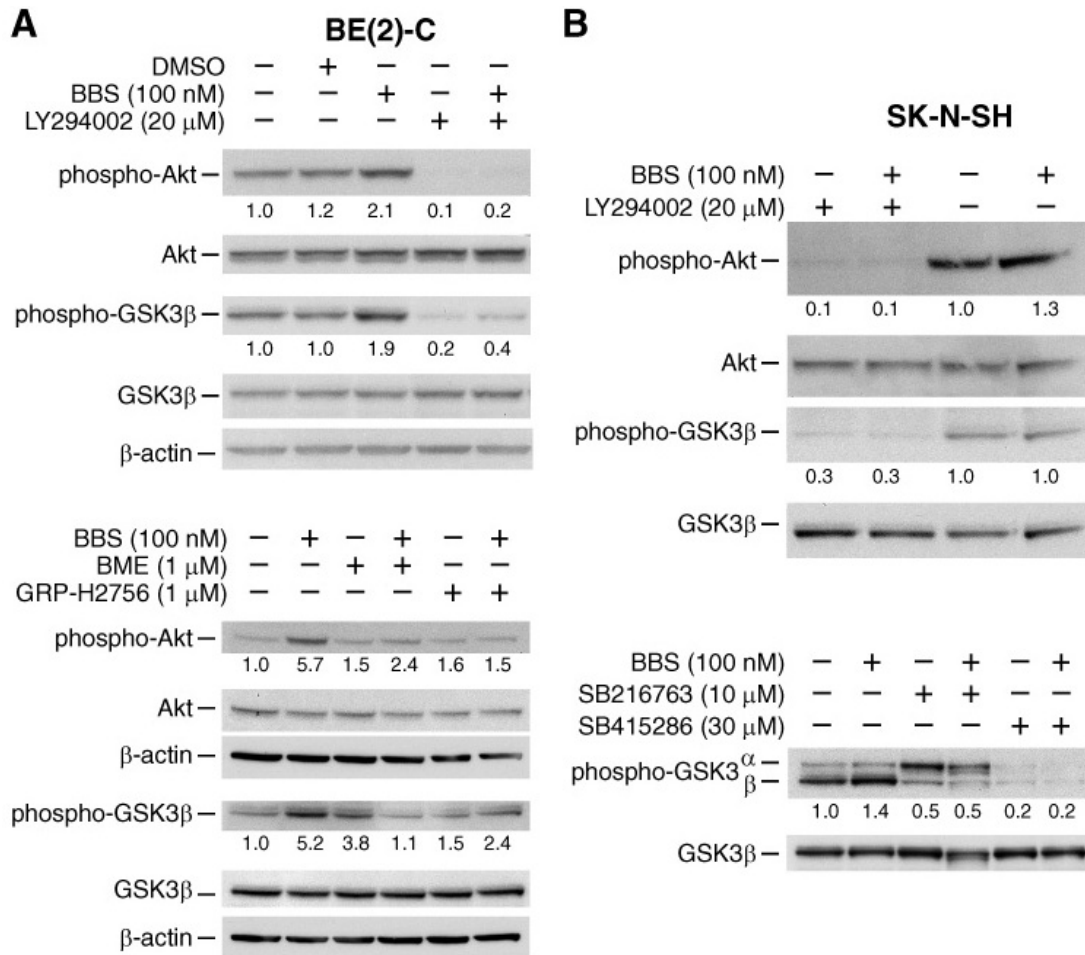 A
BE(2)-C
DMSO – + – – –
BBS (100 nM) – – + – +
LY294002 (20 μM) – – – + +
phospho-Akt –
1.0 1.2 2.1 0.1 0.2
Akt –
phospho-GSK3β –
1.0 1.0 1.9 0.2 0.4
GSK3β –
β-actin –
BBS (100 nM) – + – + – +
BME (1 μM) – – + + – –
GRP-H2756 (1 μM) – – – – + +
phospho-Akt –
1.0 5.7 1.5 2.4 1.6 1.5
Akt –
β-actin –
phospho-GSK3β –
1.0 5.2 3.8 1.1 1.5 2.4
GSK3β –
β-actin –
B
SK-N-SH
BBS (100 nM) – + – +
LY294002 (20 μM) + + – –
phospho-Akt –
0.1 0.1 1.0 1.3
Akt –
phospho-GSK3β –
0.3 0.3 1.0 1.0
GSK3β –
BBS (100 nM) – + – + – +
SB216763 (10 μM) – – + + – –
SB415286 (30 μM) – – – – + +
phospho-GSK3 α –
β –
1.0 1.4 0.5 0.5 0.2 0.2
GSK3β –